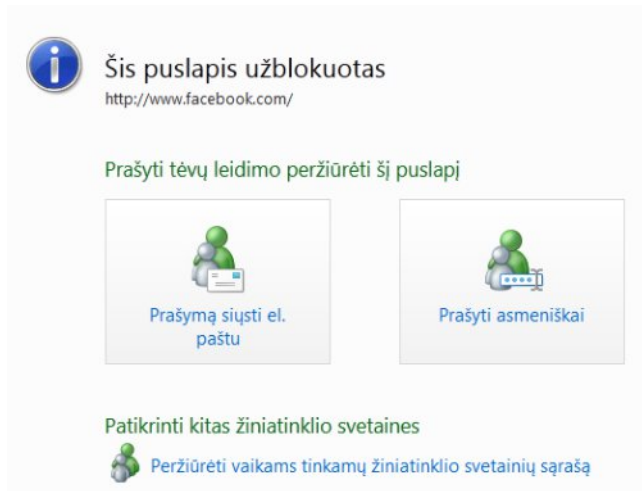 Šis puslapis užblokuotas
http://www.facebook.com/
Prašyti tėvų leidimo peržiūrėti šį puslapį
Prašymą siųsti el.
paštu
Prašyti asmeniškai
Patikrinti kitas žiniatinklio svetaines
Peržiūrėti vaikams tinkamų žiniatinklio svetainių sąrašą